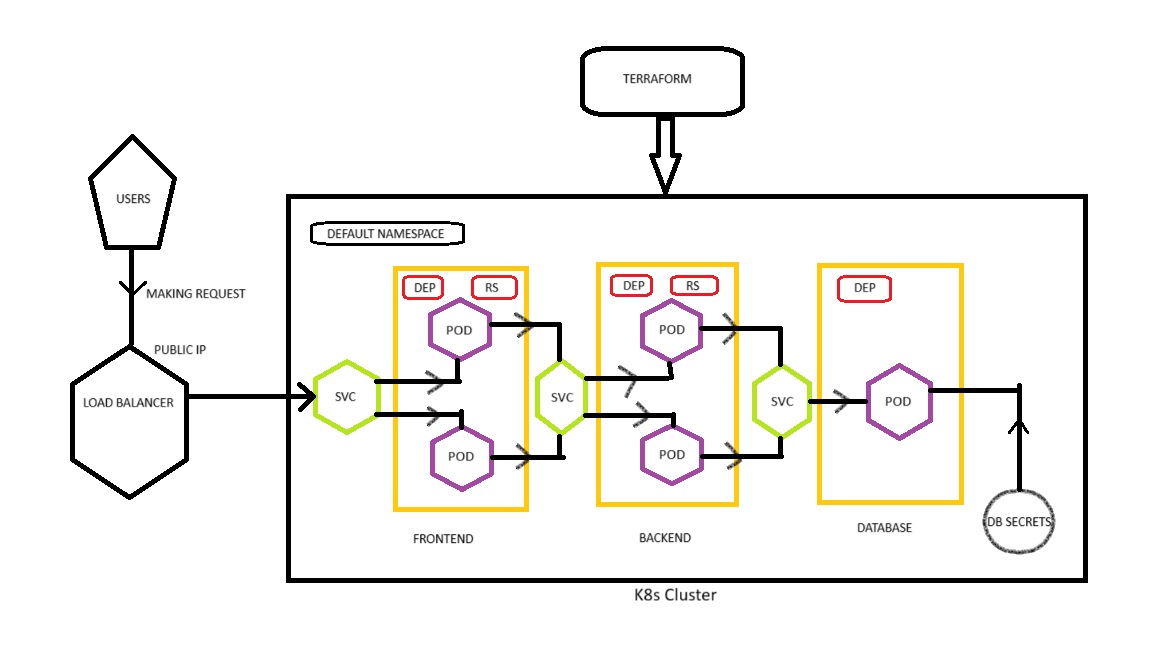 TERRAFORM
USERS
MAKING REQUEST
PUBLIC IP
LOAD BALANCER
DEFAULT NAMESPACE
DEP
RS
DEP
RS
DEP
POD
POD
SVC
SVC
SVC
POD
POD
POD
DB SECRETS
FRONTEND
BACKEND
DATABASE
K8s Cluster